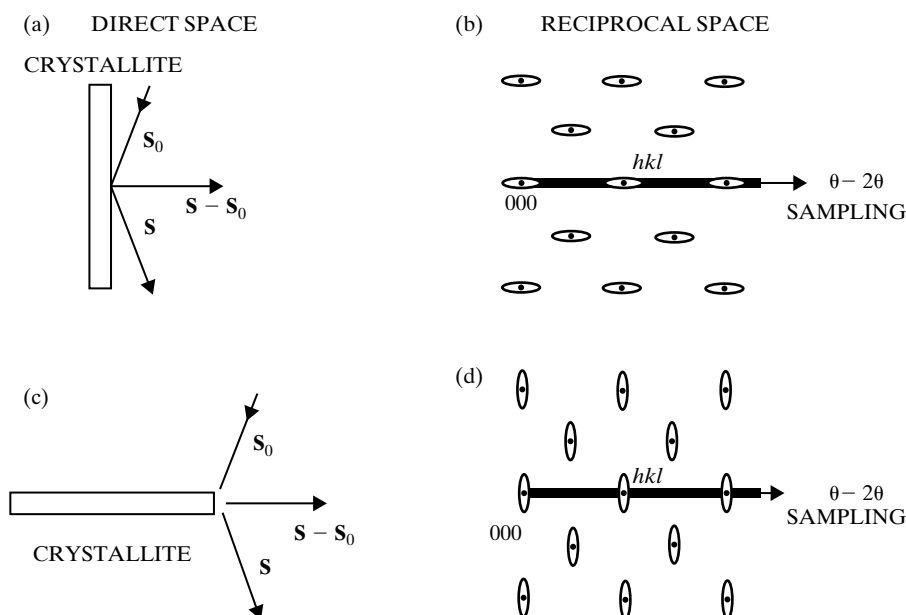 (a) DIRECT SPACE
CRYSTALLITE
s₀
s – s₀
s
(b) RECIPROCAL SPACE
hkl
000
θ – 2θ
SAMPLING
(c)
s₀
s – s₀
s
CRYSTALLITE
(d)
hkl
000
θ – 2θ
SAMPLING